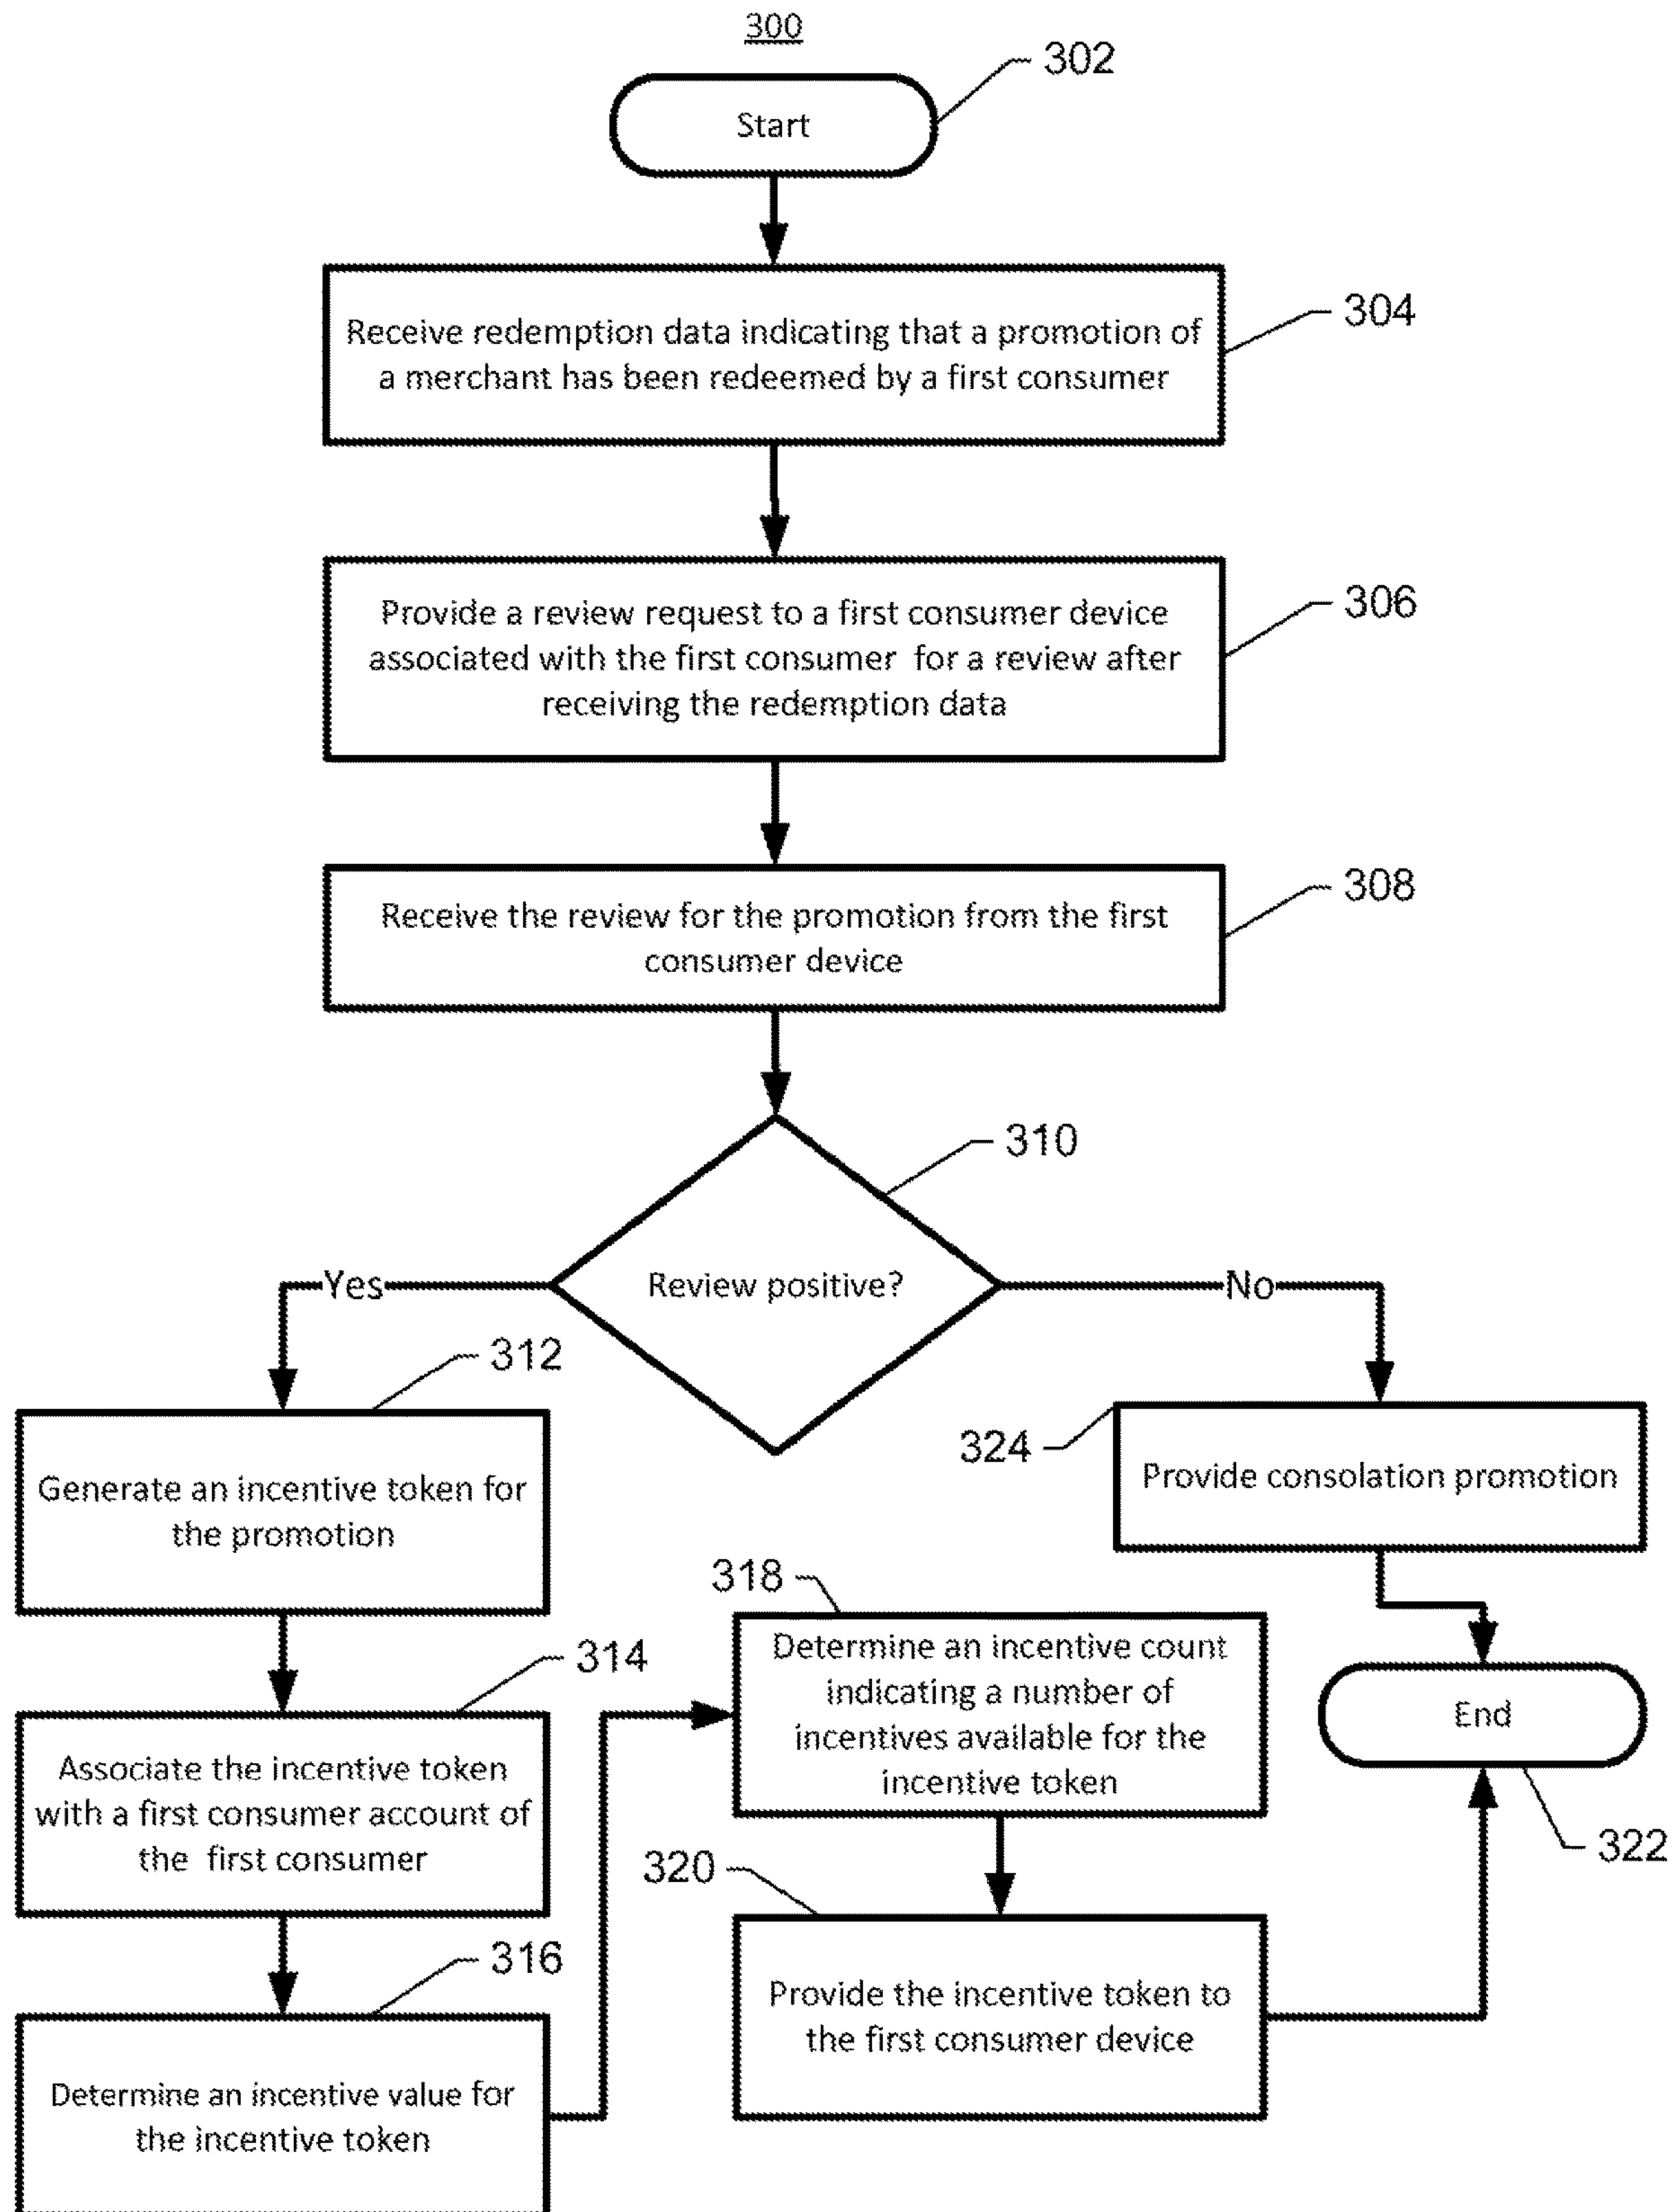 300
302
Start
304
Receive redemption data indicating that a promotion of
a merchant has been redeemed by a first consumer
306
Provide a review request to a first consumer device
associated with the first consumer for a review after
receiving the redemption data
308
Receive the review for the promotion from the first
consumer device
310
Review positive?
Yes
No
312
Generate an incentive token for
the promotion
324
Provide consolation promotion
314
Associate the incentive token
with a first consumer account of
the first consumer
318
Determine an incentive count
indicating a number of
incentives available for the
incentive token
End
322
316
Determine an incentive value for
the incentive token
320
Provide the incentive token to
the first consumer device